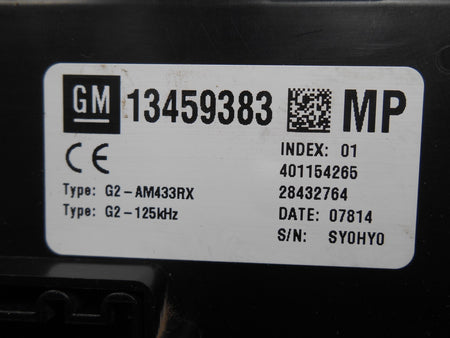 GM 13459383 MP
CE
INDEX: 01
401154265
Type: G2-AM433RX 28432764
Type: G2-125kHz DATE: 07814
S/N: SY0HY0